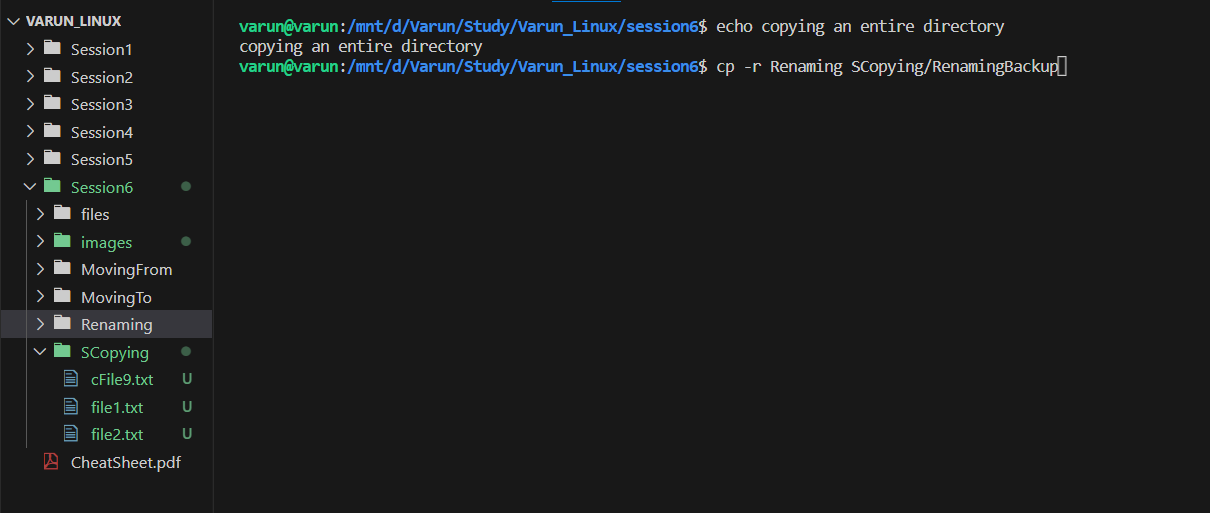 VARUN_LINUX
Session1
Session2
Session3
Session4
Session5
Session6
files
images
MovingFrom
MovingTo
Renaming
SCopying
cFile9.txt U
file1.txt U
file2.txt U
CheatSheet.pdf
varun@varun:/mnt/d/Varun/Study/Varun_Linux/session6$ echo copying an entire directory
copying an entire directory
varun@varun:/mnt/d/Varun/Study/Varun_Linux/session6$ cp -r Renaming SCopying/RenamingBackup